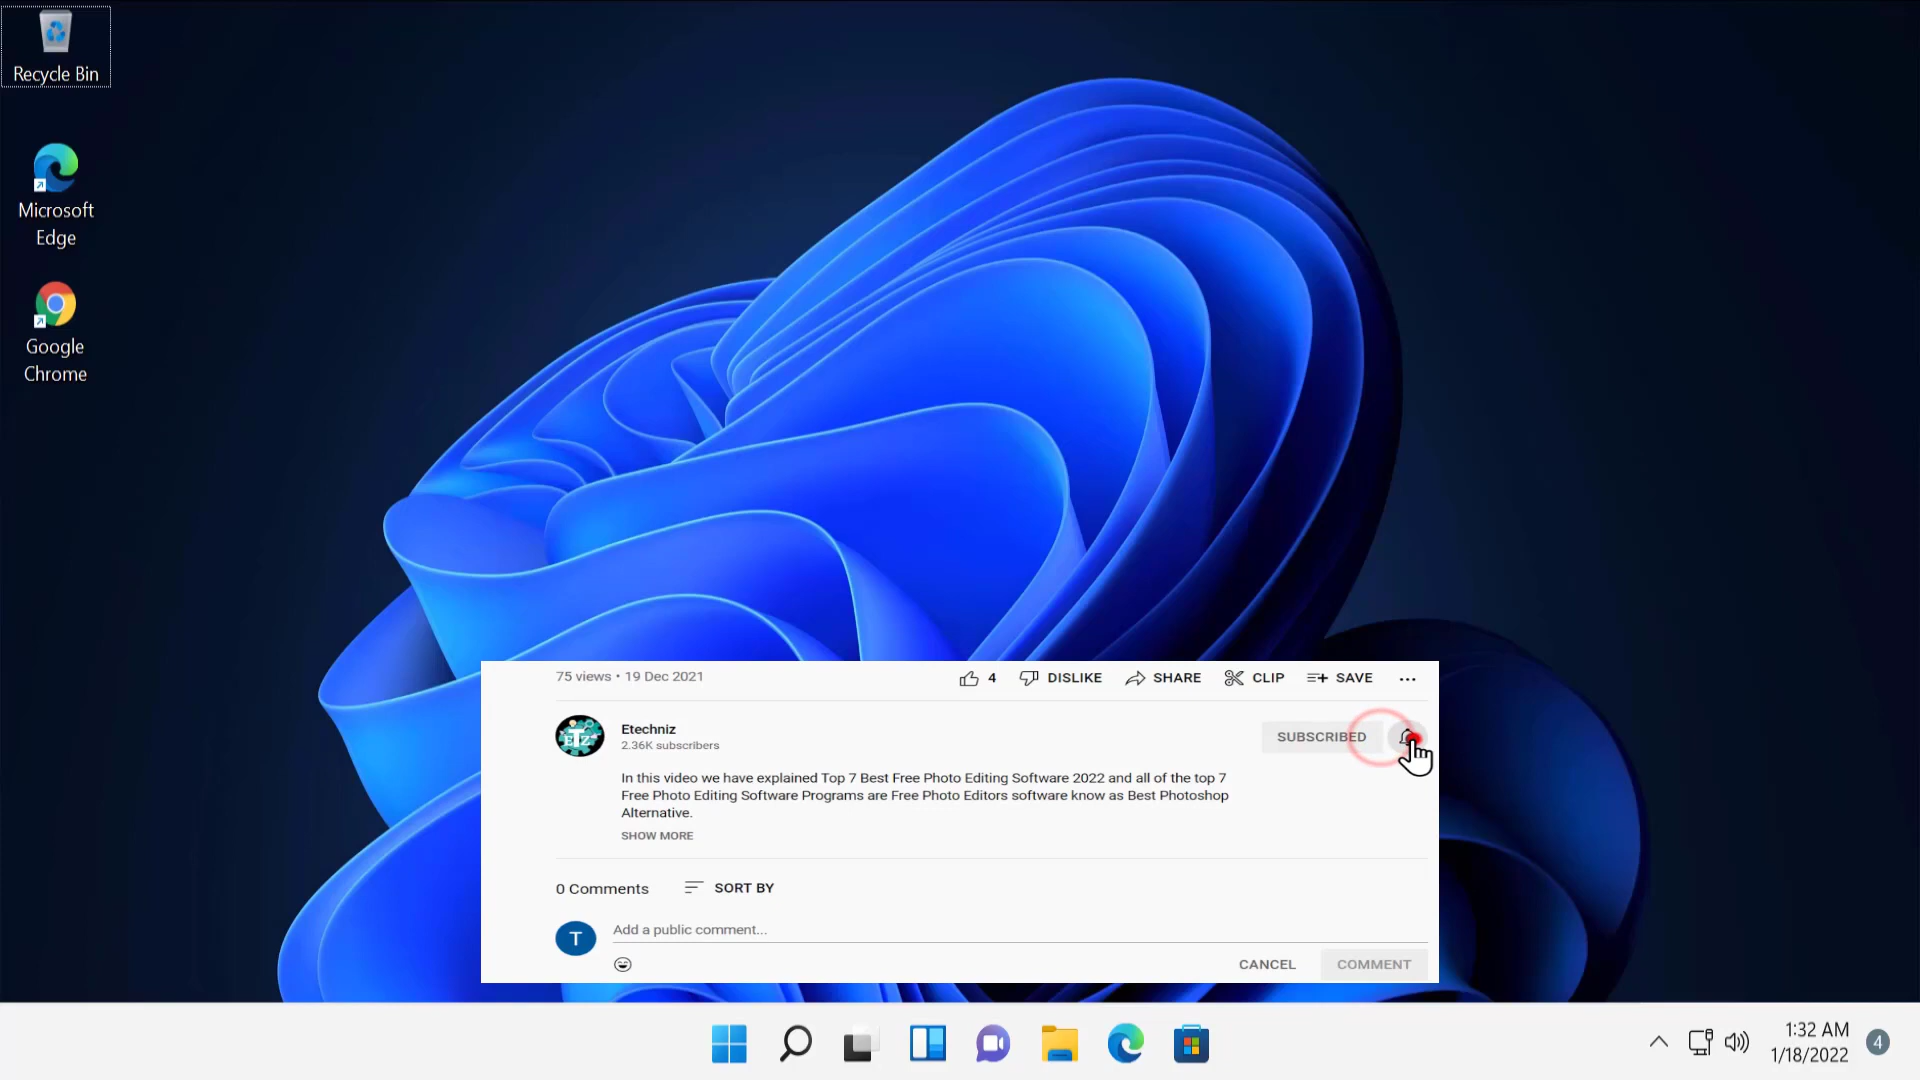 Recycle Bin
Microsoft
Edge
Google
Chrome
75 views • 19 Dec 2021
4 DISLIKE SHARE CLIP SAVE ...
Etechniz
2.36K subscribers
SUBSCRIBED
In this video we have explained Top 7 Best Free Photo Editing Software 2022 and all of the top 7
Free Photo Editing Software Programs are Free Photo Editors software know as Best Photoshop
Alternative.
SHOW MORE
0 Comments SORT BY
T
Add a public comment...
CANCEL COMMENT
1:32 AM
1/18/2022
4
ETZ